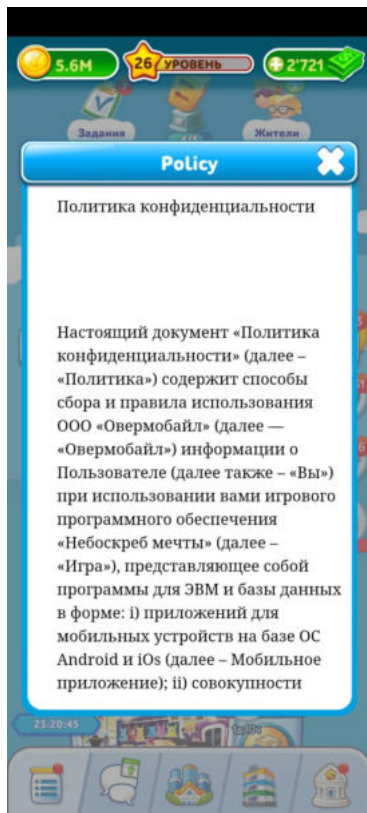 5.6М
26
УРОВЕНЬ
2'721
Задания
Жители
Policy
Политика конфиденциальности
Настоящий документ «Политика
конфиденциальности» (далее –
«Политика») содержит способы
сбора и правила использования
ООО «Овермобайл» (далее —
«Овермобайл») информации о
Пользователе (далее также – «Вы»)
при использовании вами игрового
программного обеспечения
«Небоскреб мечты» (далее –
«Игра»), представляющее собой
программы для ЭВМ и базы данных
в форме: i) приложений для
мобильных устройств на базе ОС
Android и iOs (далее – Мобильное
приложение); ii) совокупности
23:20:45